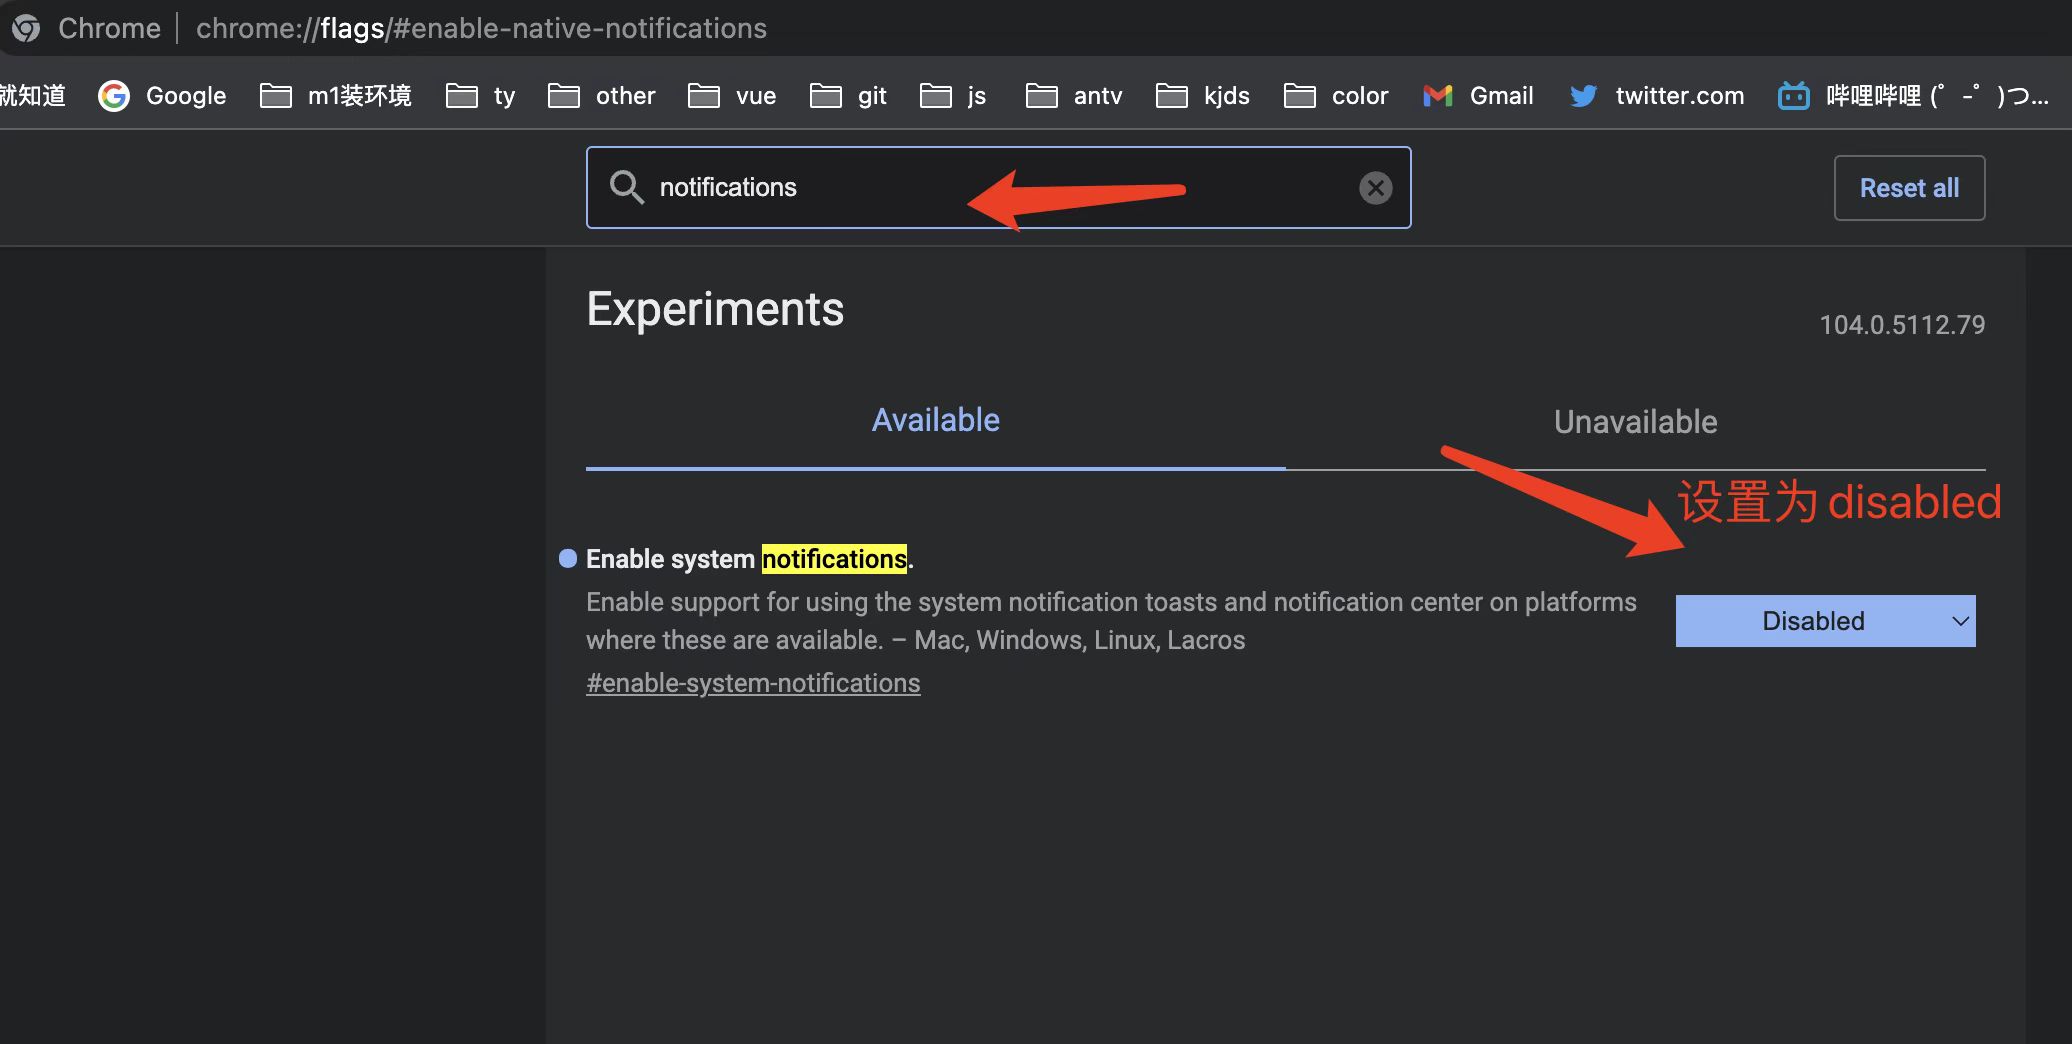 Chrome chrome://flags/#enable-native-notifications
就知道 Google m1装环境 ty other vue git js antv kjds color Gmail twitter.com 哔哩哔哩 (゜-゜)つ...
notifications
Reset all
Experiments
104.0.5112.79
Available Unavailable
设置为 disabled
Enable system notifications.
Enable support for using the system notification toasts and notification center on platforms
where these are available. – Mac, Windows, Linux, Lacros
Disabled
#enable-system-notifications